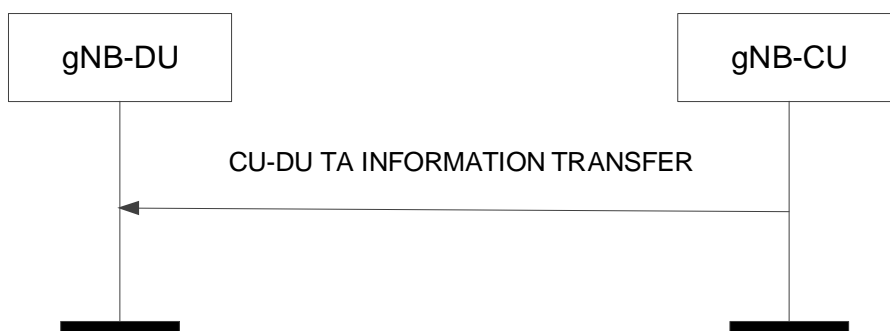 gNB-DU
gNB-CU
CU-DU TA INFORMATION TRANSFER